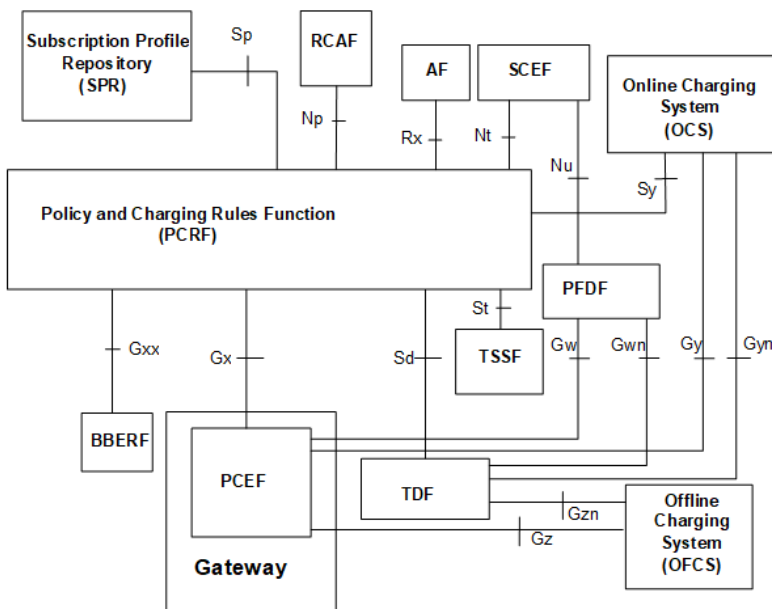 Subscription Profile
Repository
(SPR)
Sp
RCAF
AF
SCEF
Online Charging
System
(OCS)
Np
Rx
Nt
Nu
Sy
Policy and Charging Rules Function
(PCRF)
PFDF
St
Gxx
Gx
Sd
TSSF
Gw
Gwn
Gy
Gyn
BBERF
PCEF
TDF
Gzn
Gz
Offline
Charging
System
(OFCS)
Gateway